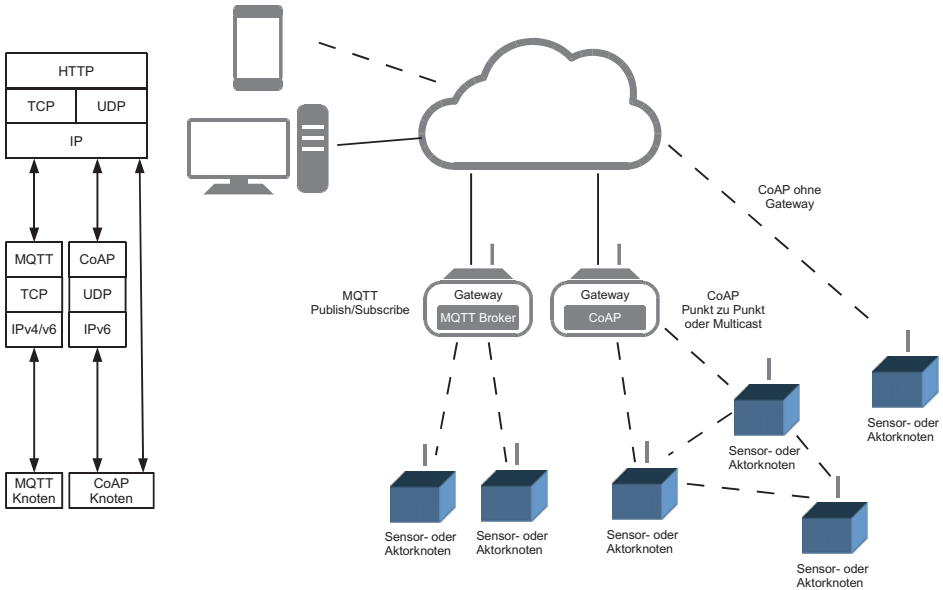 HTTP
TCP
UDP
IP
MQTT
TCP
IPv4/v6
CoAP
UDP
IPv6
MQTT
Knoten
CoAP
Knoten
CoAP ohne
Gateway
MQTT
Publish/Subscribe
Gateway
MQTT Broker
Gateway
CoAP
CoAP
Punkt zu Punkt
oder Multicast
Sensor- oder
Aktorknoten
Sensor- oder
Aktorknoten
Sensor- oder
Aktorknoten
Sensor- oder
Aktorknoten
Sensor- oder
Aktorknoten
Sensor- oder
Aktorknoten